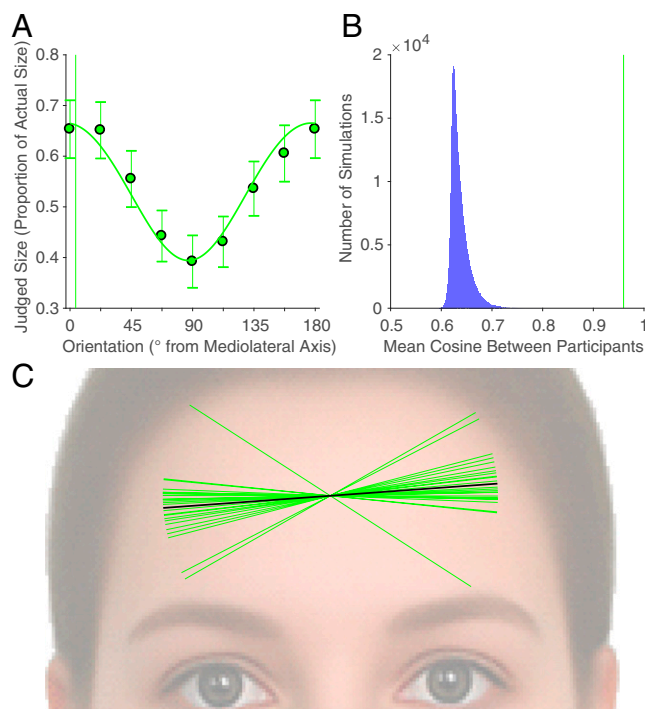 A
Judged Size (Proportion of Actual Size)
0.8
0.7
0.6
0.5
0.4
0.3
0 45 90 135 180
Orientation (° from Mediolateral Axis)
B
×10⁴
Number of Simulations
2
1.5
1
0.5
0
0.5 0.6 0.7 0.8 0.9 1
Mean Cosine Between Participants
C